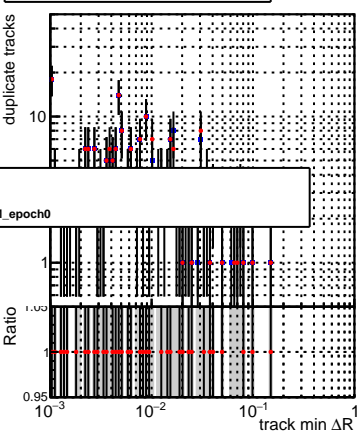 duplicate tracks
10
l_epoch0
1
Ratio
1.05
1
0.95
10⁻³
10⁻²
10⁻¹
1
track min ΔR